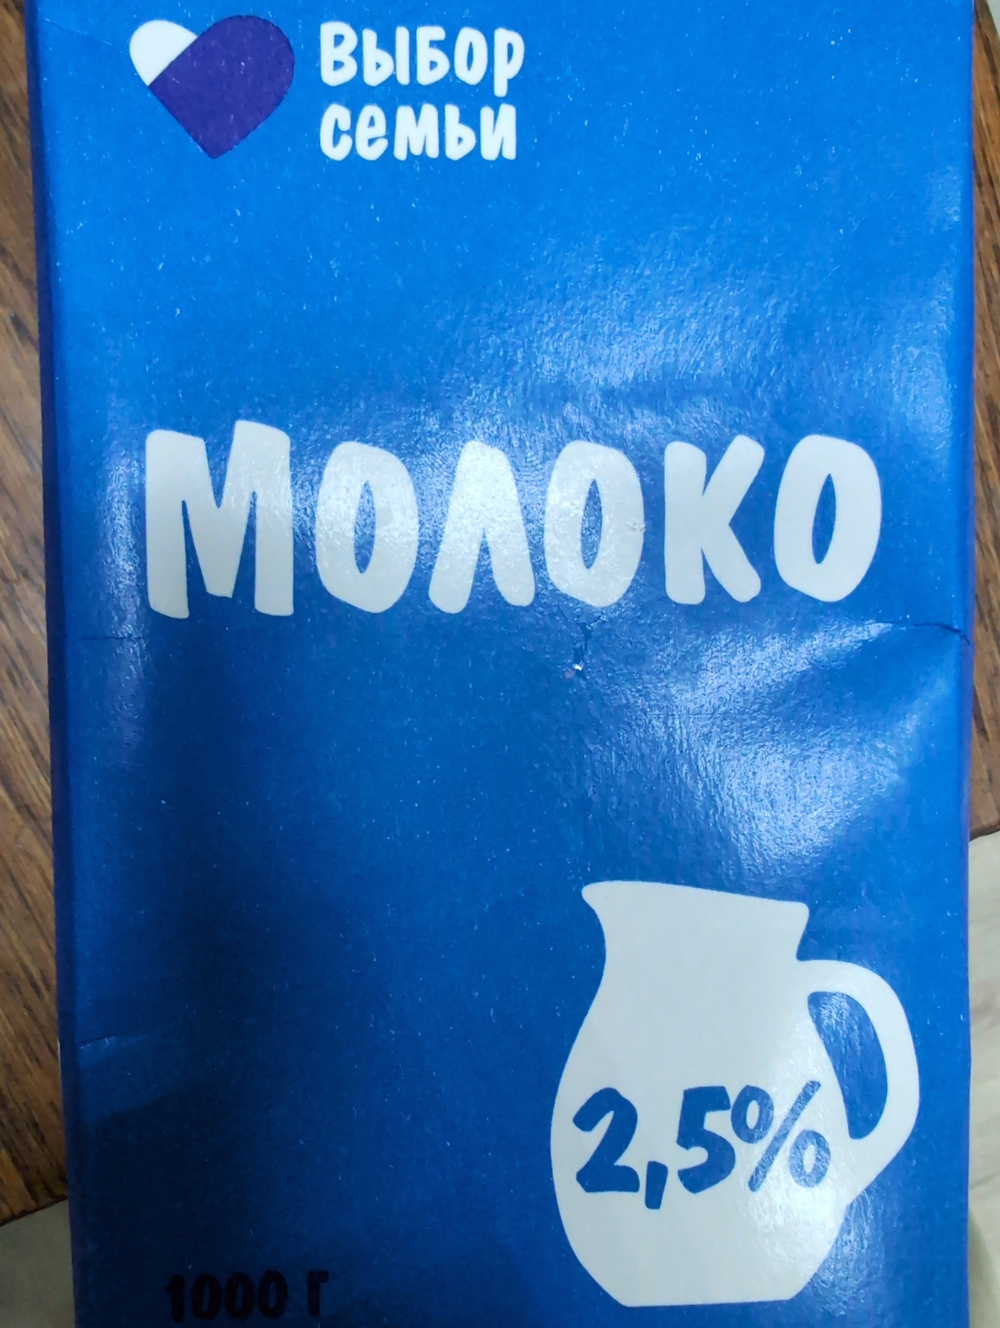 Выбор
семьи
Молоко
2,5%
1000 г